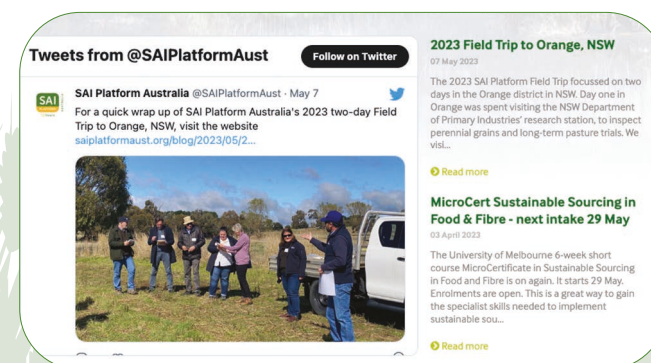 Tweets from @SAIPlatformAust
Follow on Twitter
SAI
SAI Platform Australia @SAIPlatformAust · May 7
For a quick wrap up of SAI Platform Australia's 2023 two-day Field
Trip to Orange, NSW, visit the website
saiplatformaust.org/blog/2023/05/2...
2023 Field Trip to Orange, NSW
07 May 2023
The 2023 SAI Platform Field Trip focussed on two
days in the Orange district in NSW. Day one in
Orange was spent visiting the NSW Department
of Primary Industries' research station, to inspect
perennial grains and long-term pasture trials. We
visi...
Read more
MicroCert Sustainable Sourcing in
Food & Fibre - next intake 29 May
03 April 2023
The University of Melbourne 6-week short
course MicroCertificate in Sustainable Sourcing
in Food and Fibre is on again. It starts 29 May.
Enrolments are open. This is a great way to gain
the specialist skills needed to implement
sustainable sou...
Read more